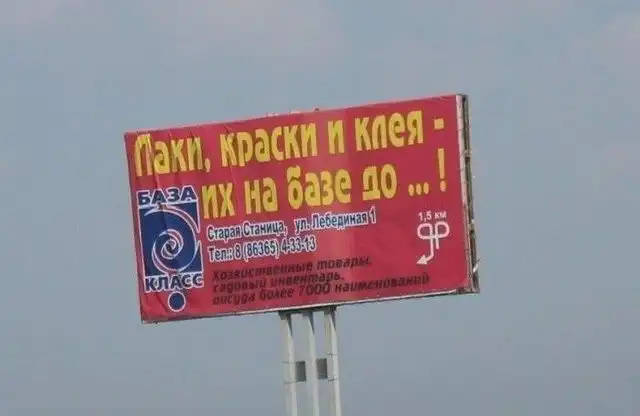 Лаки, краски и клея -
их на базе до ... !
БАЗА
КЛАСС
Старая Станица, ул. Лебединая 1
Тел.: 8 (86365) 4-33-13
1,5 км
Хозяйственные товары,
садовый инвентарь,
посуда более 7000 наименований